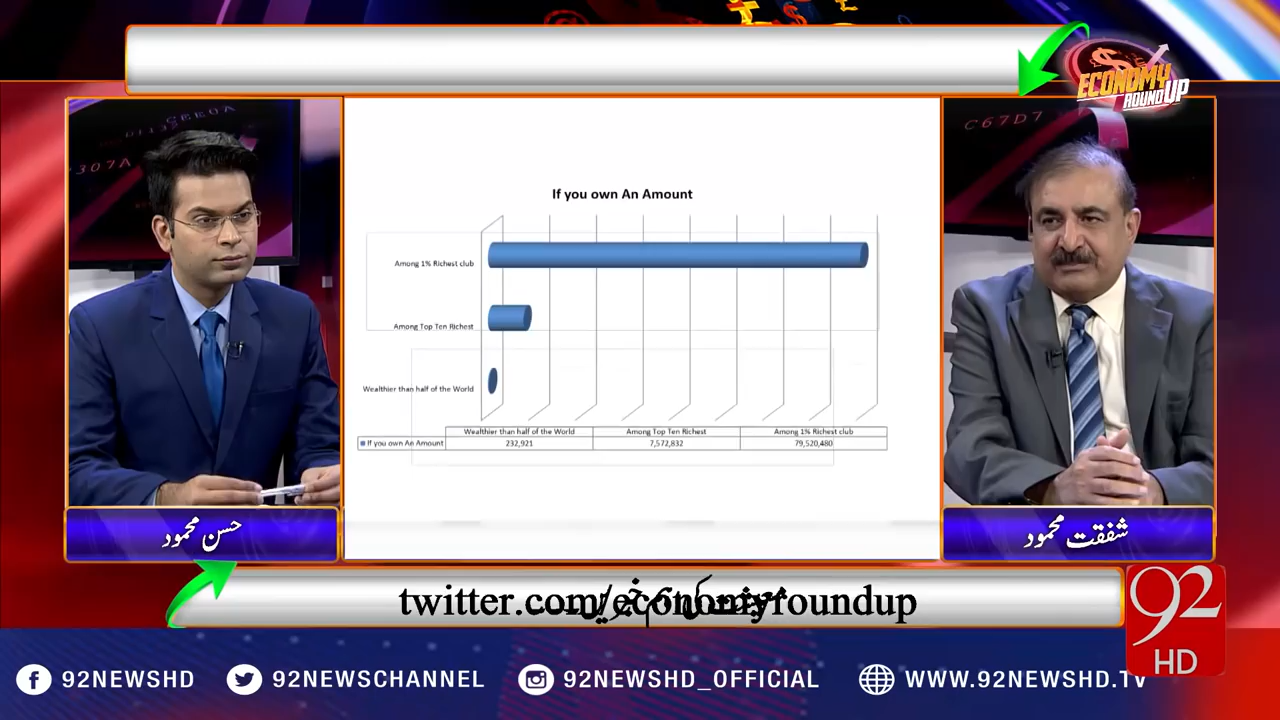 ECONOMY
ROUNDUP
C67D7
307A
If you own An Amount
Among 1% Richest club
Among Top Ten Richest
Wealthier than half of the World
Wealthier than half of the World Among Top Ten Richest Among 1% Richest club
If you own An Amount 232,921 7,572,832 79,520,480
حسن محمود
شفقت محمود
twitter.com/economyroundup
92
HD
92NEWSHD 92NEWSCHANNEL 92NEWSHD_OFFICIAL WWW.92NEWSHD.TV